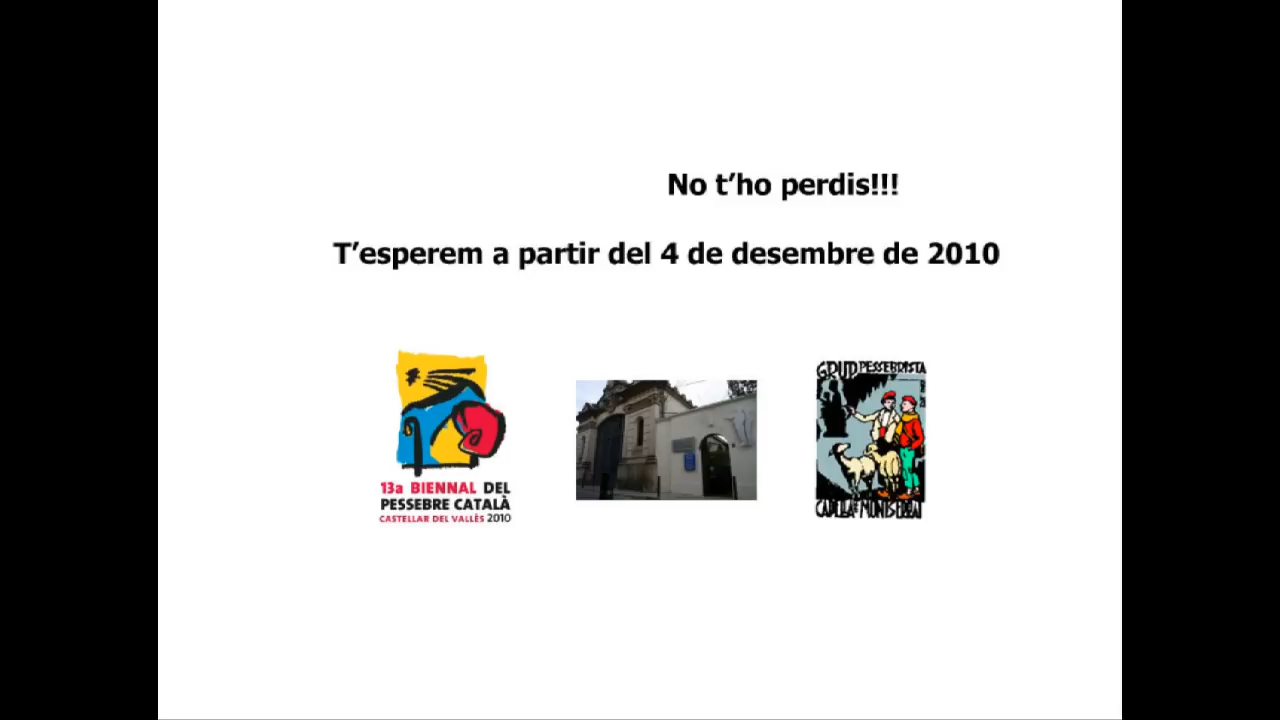 No t’ho perdis!!!
T’esperem a partir del 4 de desembre de 2010
13a BIENNAL DEL
PESSEBRE CATALÀ
CASTELLAR DEL VALLÈS 2010
GRUP PESSEBRISTA
CAPELLA DE MONTSERRAT